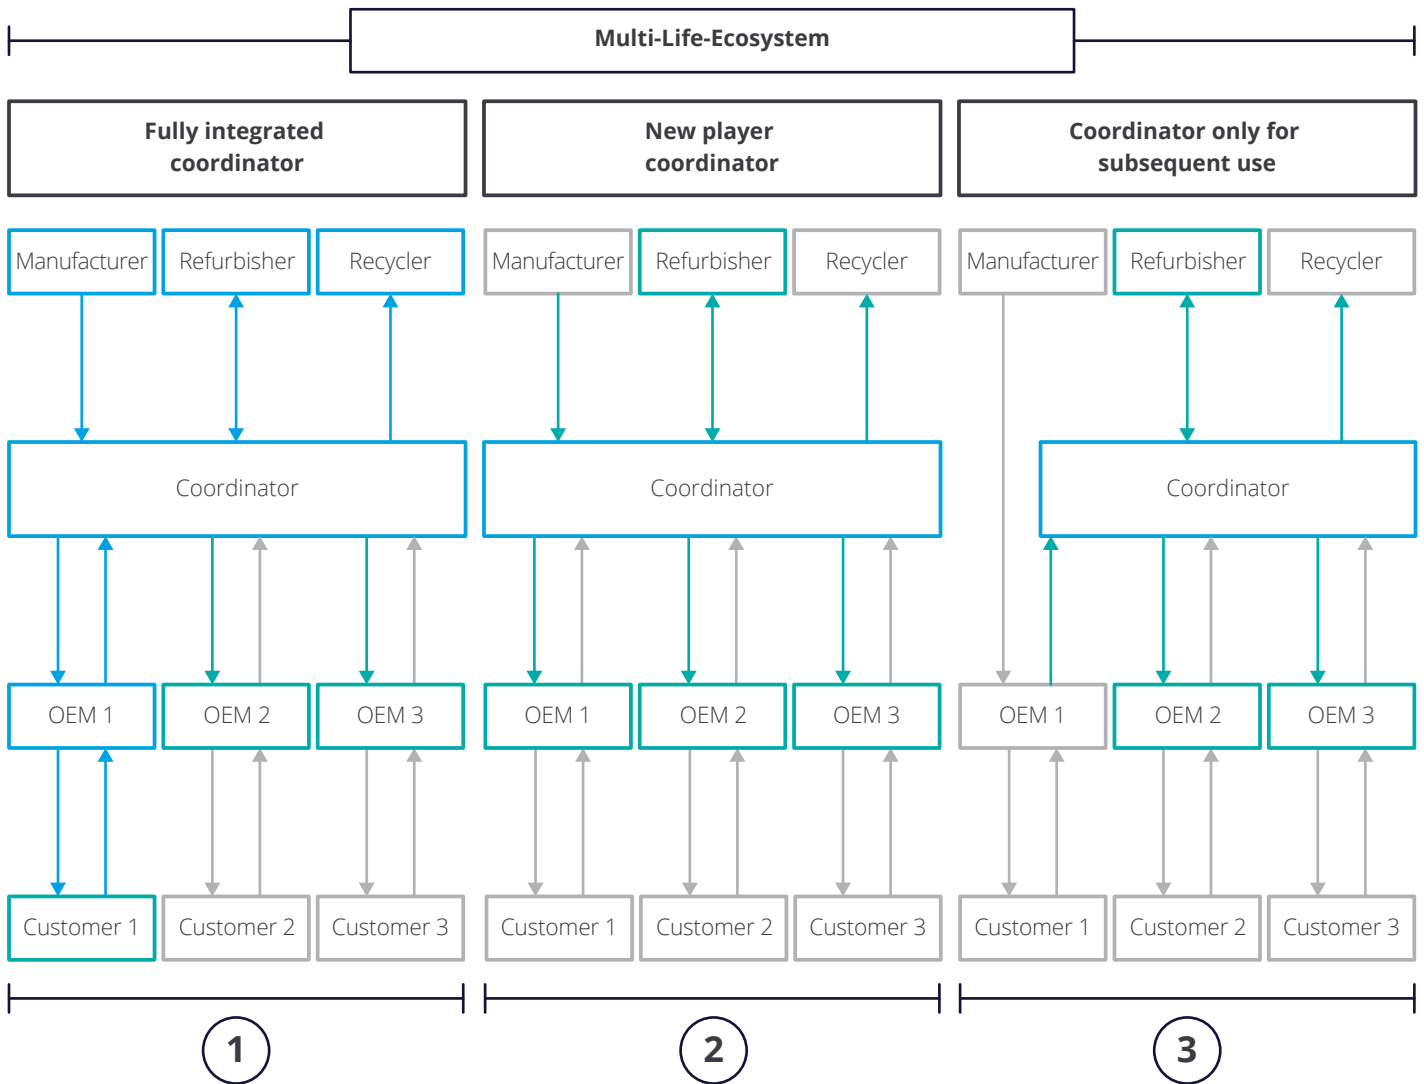 Multi-Life-Ecosystem
Fully integrated
coordinator
New player
coordinator
Coordinator only for
subsequent use
Manufacturer
Refurbisher
Recycler
Manufacturer
Refurbisher
Recycler
Manufacturer
Refurbisher
Recycler
Coordinator
Coordinator
Coordinator
OEM 1
OEM 2
OEM 3
OEM 1
OEM 2
OEM 3
OEM 1
OEM 2
OEM 3
Customer 1
Customer 2
Customer 3
Customer 1
Customer 2
Customer 3
Customer 1
Customer 2
Customer 3
1
2
3